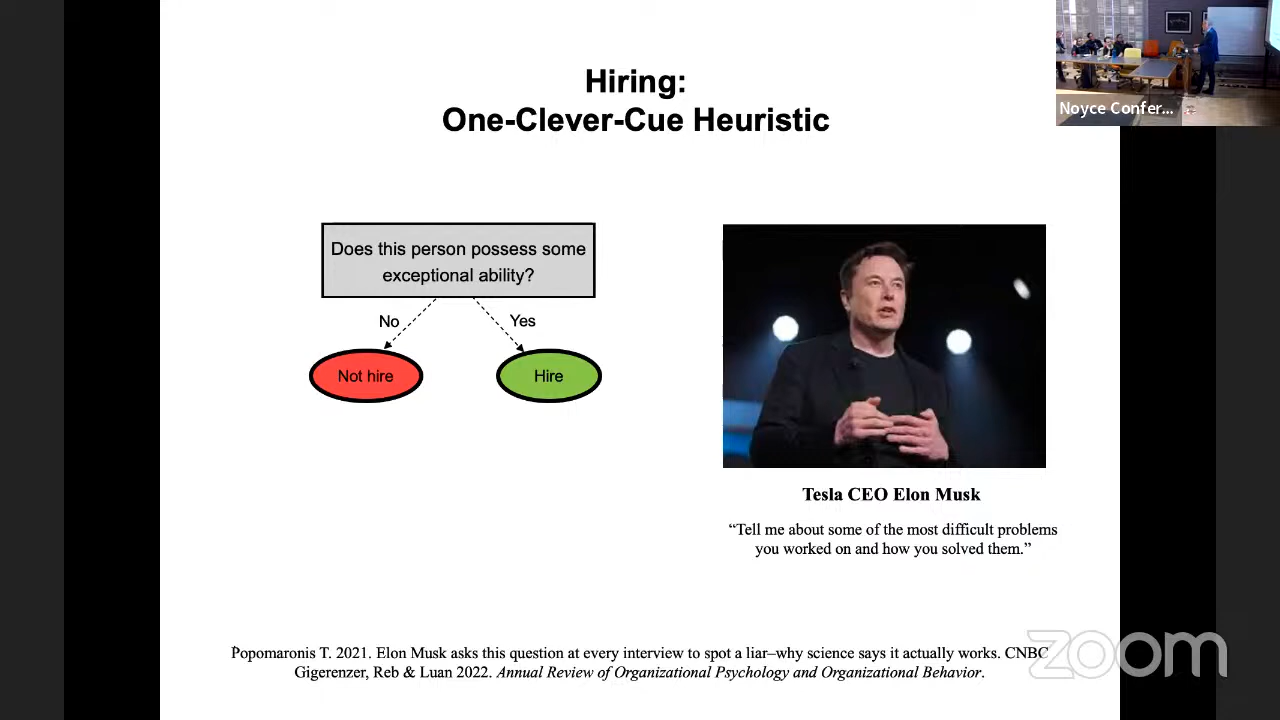 Hiring:
One-Clever-Cue Heuristic
Noyce Confer...
Does this person possess some
exceptional ability?
No
Yes
Not hire
Hire
Tesla CEO Elon Musk
“Tell me about some of the most difficult problems
you worked on and how you solved them.”
Popomaronis T. 2021. Elon Musk asks this question at every interview to spot a liar–why science says it actually works. CNBC
Gigerenzer, Reb & Luan 2022. Annual Review of Organizational Psychology and Organizational Behavior.
zoom